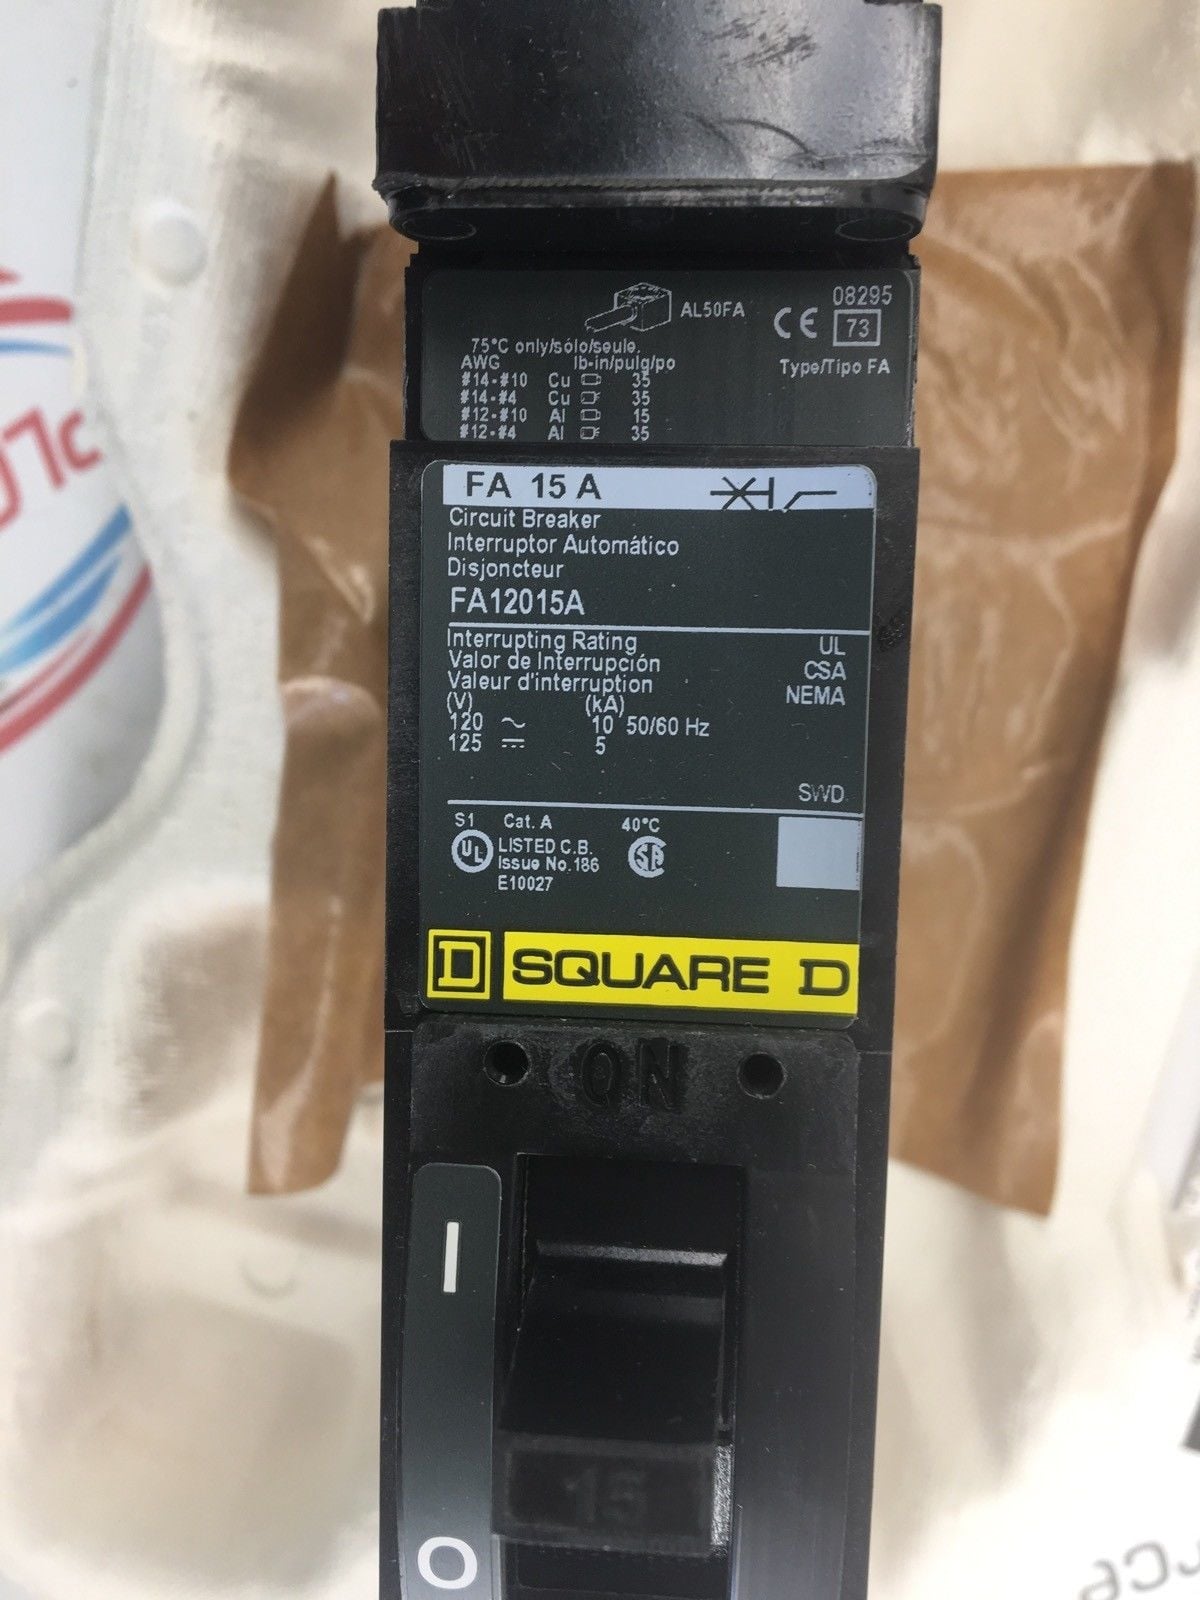 AL50FA
CE
08295
73
Type/Tipo FA
75°C only/sólo/seule.
AWG lb-in/pulg/po
#14-#10 Cu 35
#14-#4 Cu 35
#12-#10 Al 15
#12-#4 Al 35
FA 15 A
Circuit Breaker
Interruptor Automático
Disjoncteur
FA12015A
Interrupting Rating UL
Valor de Interrupción CSA
Valeur d'interruption NEMA
(V) (kA)
120 10 50/60 Hz
125 5
SWD
S1 Cat. A 40°C
UL LISTED C.B.
Issue No. 186
E10027
D SQUARE D
ON
I
15
O